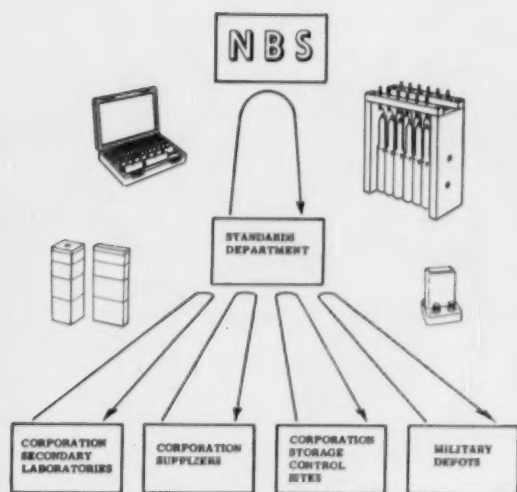 NBS
STANDARDS
DEPARTMENT
CORPORATION
SECONDARY
LABORATORIES
CORPORATION
SUPPLIERS
CORPORATION
STORAGE
CONTROL
SITES
MILITARY
DEPOTS